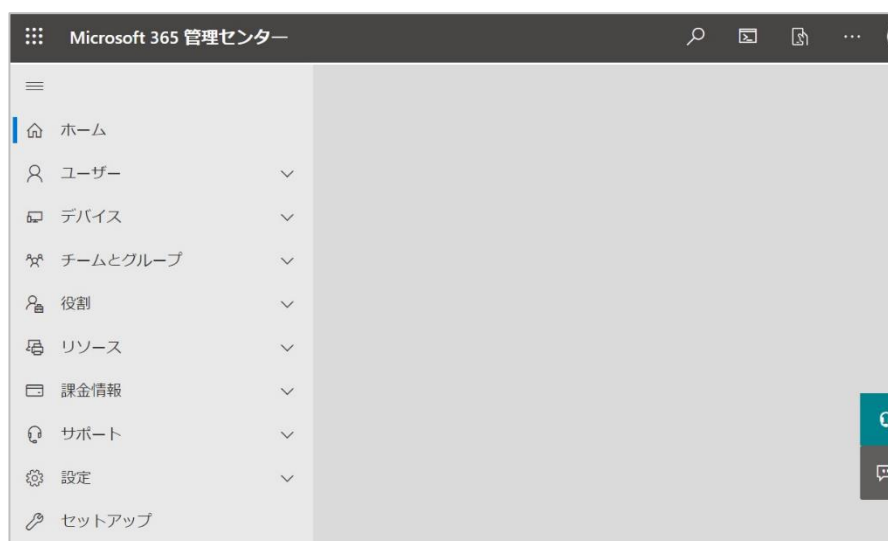 Microsoft 365 管理センター
ホーム
ユーザー
デバイス
チームとグループ
役割
リソース
課金情報
サポート
設定
セットアップ